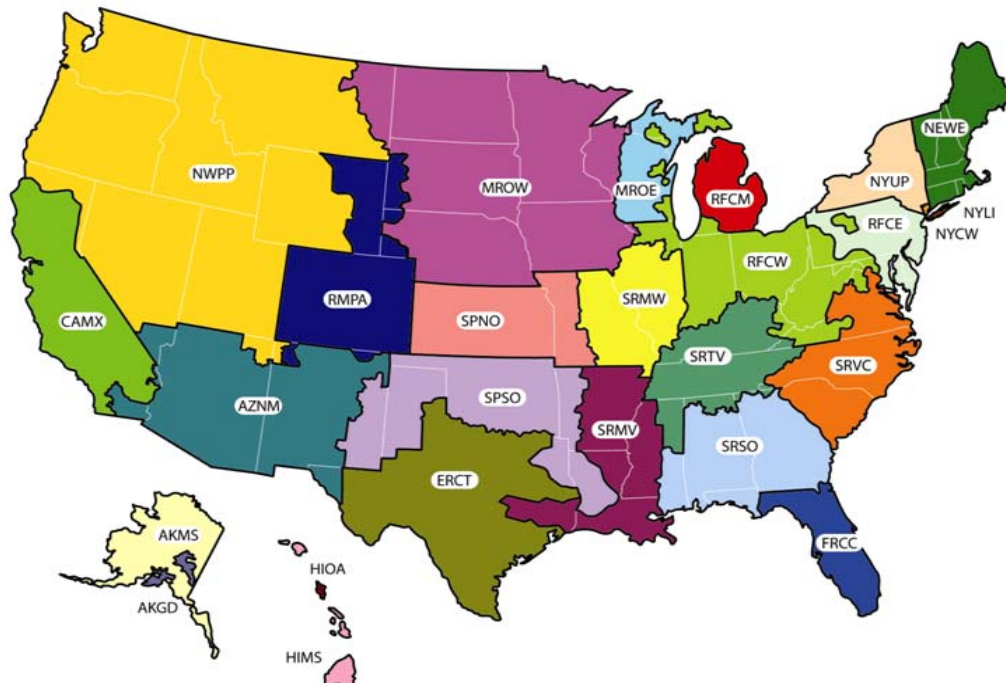 NWPP
MROW
MROE
RFCM
NEWE
NYUP
NYLI
NYCW
RFCE
RFCW
CAMX
RMPA
SPNO
SRMW
SRTV
SRVC
AZNM
SPSO
SRMV
SRSO
ERCT
FRCC
AKMS
AKGD
HIOA
HIMS